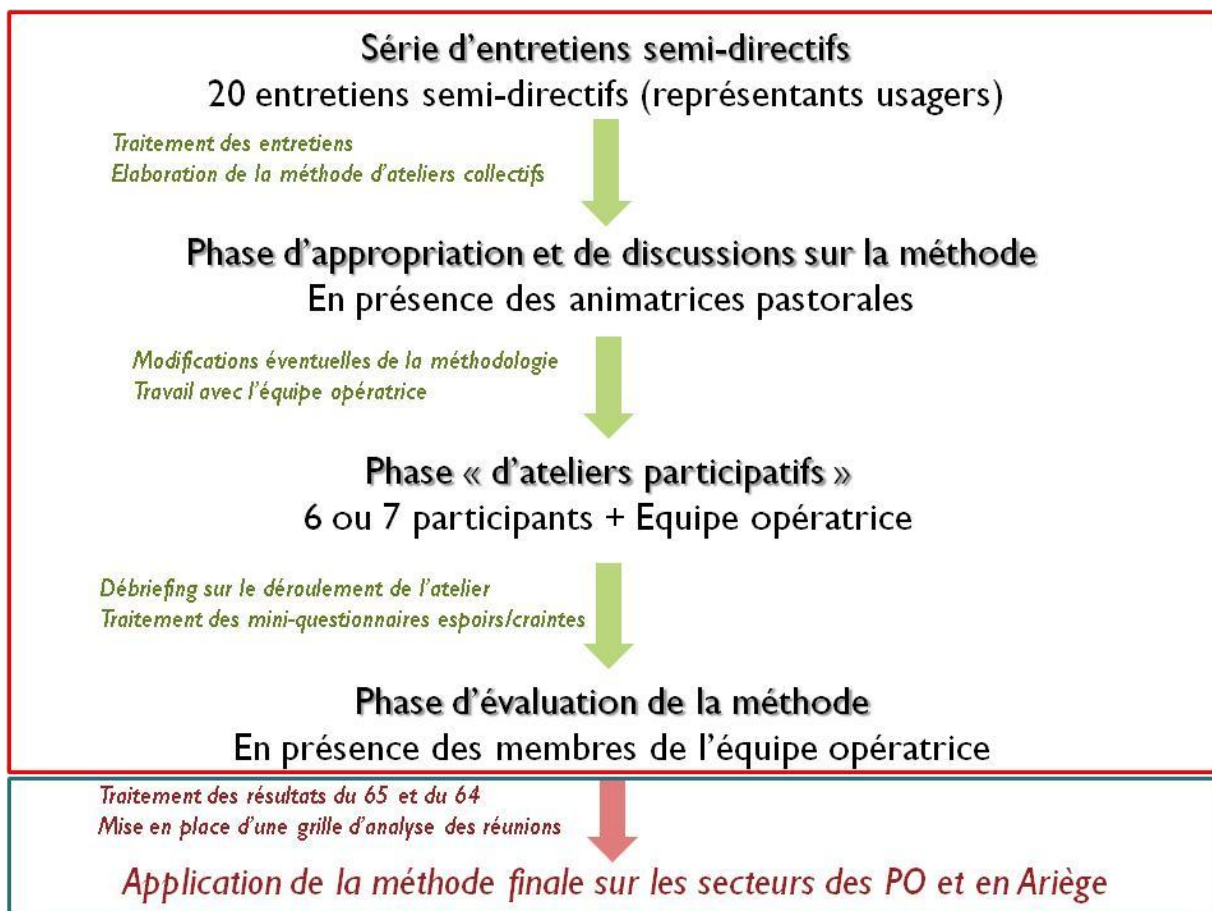 Série d'entretiens semi-directifs
20 entretiens semi-directif (représentants usagers)
Traitement des entretiens
Elaboration de la méthode d'ateliers collectifs
Phase d'appropriation et de discussions sur la méthode
En présence des animatrices pastorales
Modifications éventuelles de la méthodologie
Travail avec l'équipe opératrice
Phase « d'ateliers participatifs »
6 ou 7 participants + Equipe opératrice
Débriefing sur le déroulement de l'atelier
Traitement des mini-questionnaires espoirs/craintes
Phase d'évaluation de la méthode
En présence des membres de l'équipe opératrice
Traitement des résultats du 65 et du 64
Mise en place d'une grille d'analyse des réunions
Application de la méthode finale sur les secteurs des PO et en Ariège